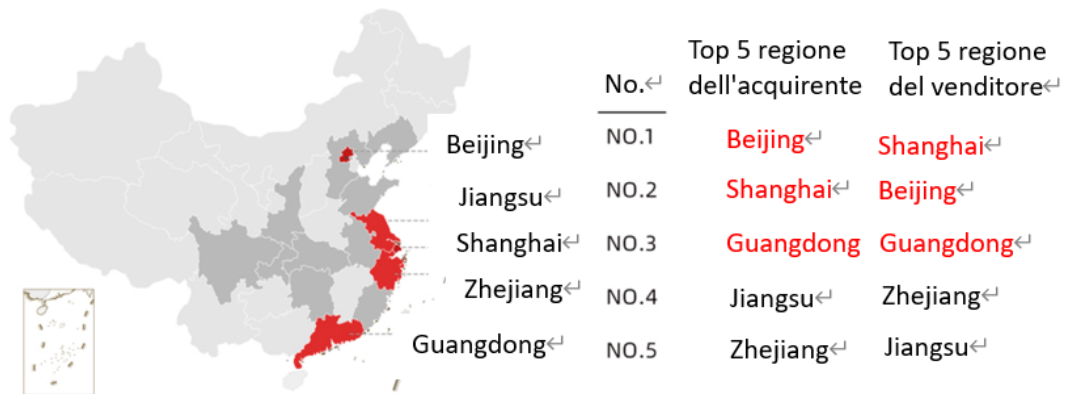 Beijing
Jiangsu
Shanghai
Zhejiang
Guangdong
No. Top 5 regione dell'acquirente Top 5 regione del venditore
NO.1 Beijing Shanghai
NO.2 Shanghai Beijing
NO.3 Guangdong Guangdong
NO.4 Jiangsu Zhejiang
NO.5 Zhejiang Jiangsu